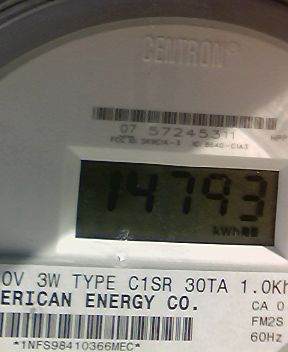 CENTRON®
07 57245311
14793
kWh
0V 3W TYPE C1SR 30TA 1.0Kh
ERICAN ENERGY CO.
CA 0
FM2S
60Hz
*1NFS98410366MEC*